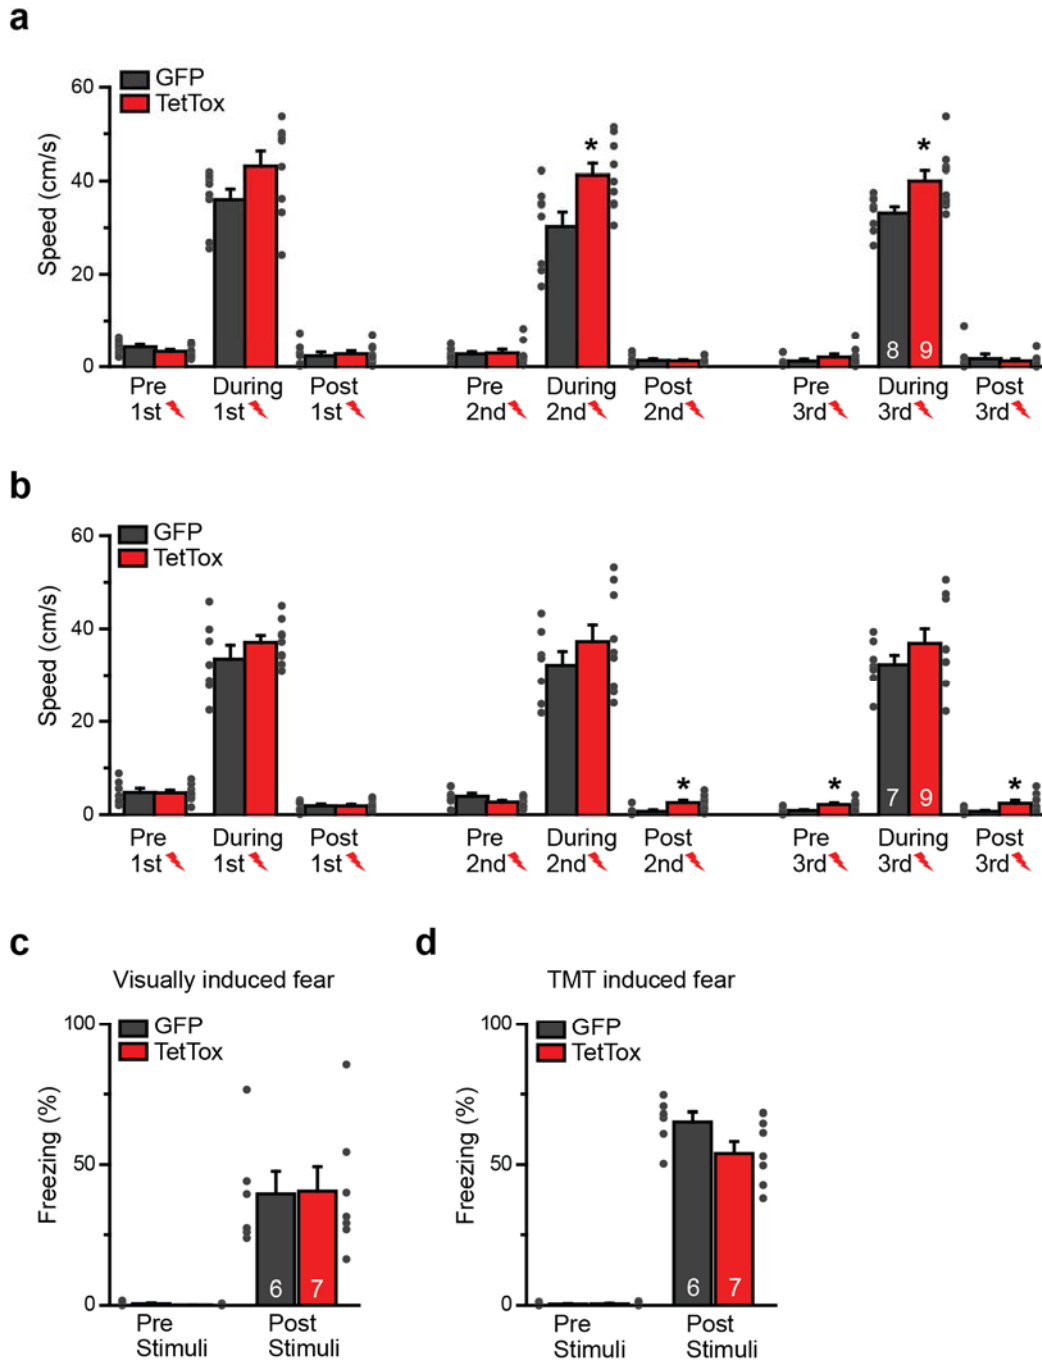 a
GFP
TetTox
Speed (cm/s)
60
40
20
0
* *
8 9
Pre During Post Pre During Post Pre During Post
1st 1st 1st 2nd 2nd 2nd 3rd 3rd 3rd
b
GFP
TetTox
Speed (cm/s)
60
40
20
0
* * *
7 9
Pre During Post Pre During Post Pre During Post
1st 1st 1st 2nd 2nd 2nd 3rd 3rd 3rd
c
Visually induced fear
GFP
TetTox
Freezing (%)
100
50
0
6 7
Pre Post
Stimuli Stimuli
d
TMT induced fear
GFP
TetTox
Freezing (%)
100
50
0
6 7
Pre Post
Stimuli Stimuli